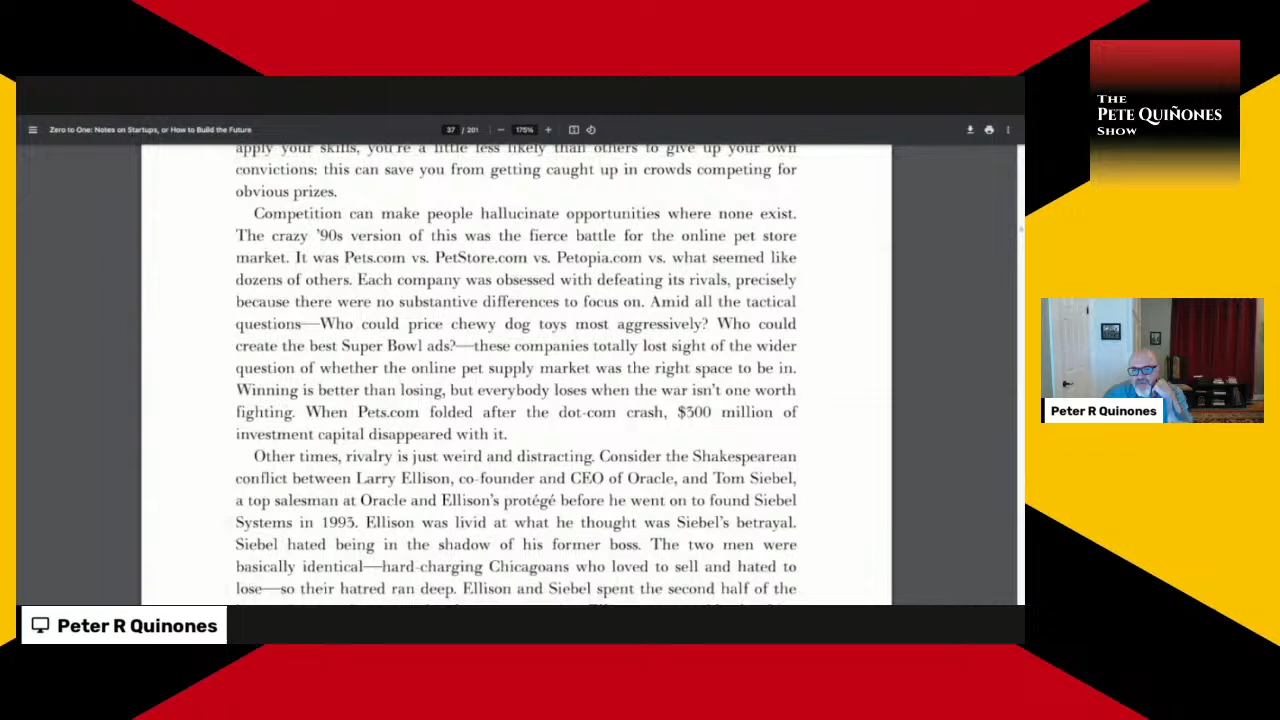 THE
PETE QUIÑONES
SHOW
Zero to One: Notes on Startups, or How to Build the Future
37 / 201
175%
apply your skills, you're a little less likely than others to give up your own
convictions: this can save you from getting caught up in crowds competing for
obvious prizes.
Competition can make people hallucinate opportunities where none exist.
The crazy '90s version of this was the fierce battle for the online pet store
market. It was Pets.com vs. PetStore.com vs. Petopia.com vs. what seemed like
dozens of others. Each company was obsessed with defeating its rivals, precisely
because there were no substantive differences to focus on. Amid all the tactical
questions—Who could price chewy dog toys most aggressively? Who could
create the best Super Bowl ads?—these companies totally lost sight of the wider
question of whether the online pet supply market was the right space to be in.
Winning is better than losing, but everybody loses when the war isn't one worth
fighting. When Pets.com folded after the dot-com crash, $300 million of
investment capital disappeared with it.
Other times, rivalry is just weird and distracting. Consider the Shakespearean
conflict between Larry Ellison, co-founder and CEO of Oracle, and Tom Siebel,
a top salesman at Oracle and Ellison's protégé before he went on to found Siebel
Systems in 1993. Ellison was livid at what he thought was Siebel's betrayal.
Siebel hated being in the shadow of his former boss. The two men were
basically identical—hard-charging Chicagoans who loved to sell and hated to
lose—so their hatred ran deep. Ellison and Siebel spent the second half of the
Peter R Quinones
Peter R Quinones